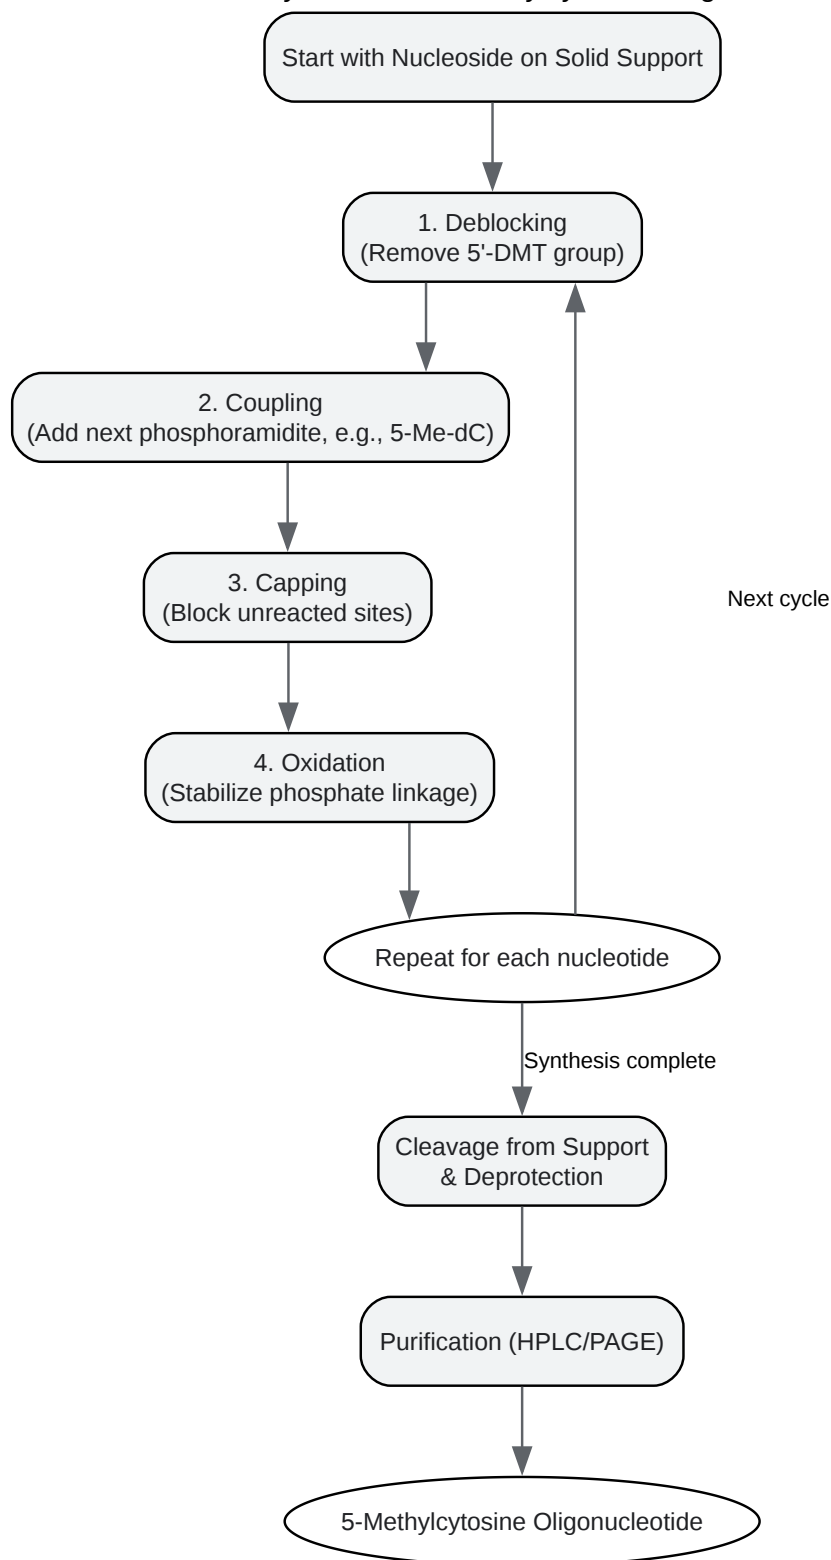 Start with Nucleoside on Solid Support
1. Deblocking
(Remove 5'-DMT group)
2. Coupling
(Add next phosphoramidite, e.g., 5-Me-dC)
3. Capping
(Block unreacted sites)
Next cycle
4. Oxidation
(Stabilize phosphate linkage)
Repeat for each nucleotide
Synthesis complete
Cleavage from Support
& Deprotection
Purification (HPLC/PAGE)
5-Methylcytosine Oligonucleotide